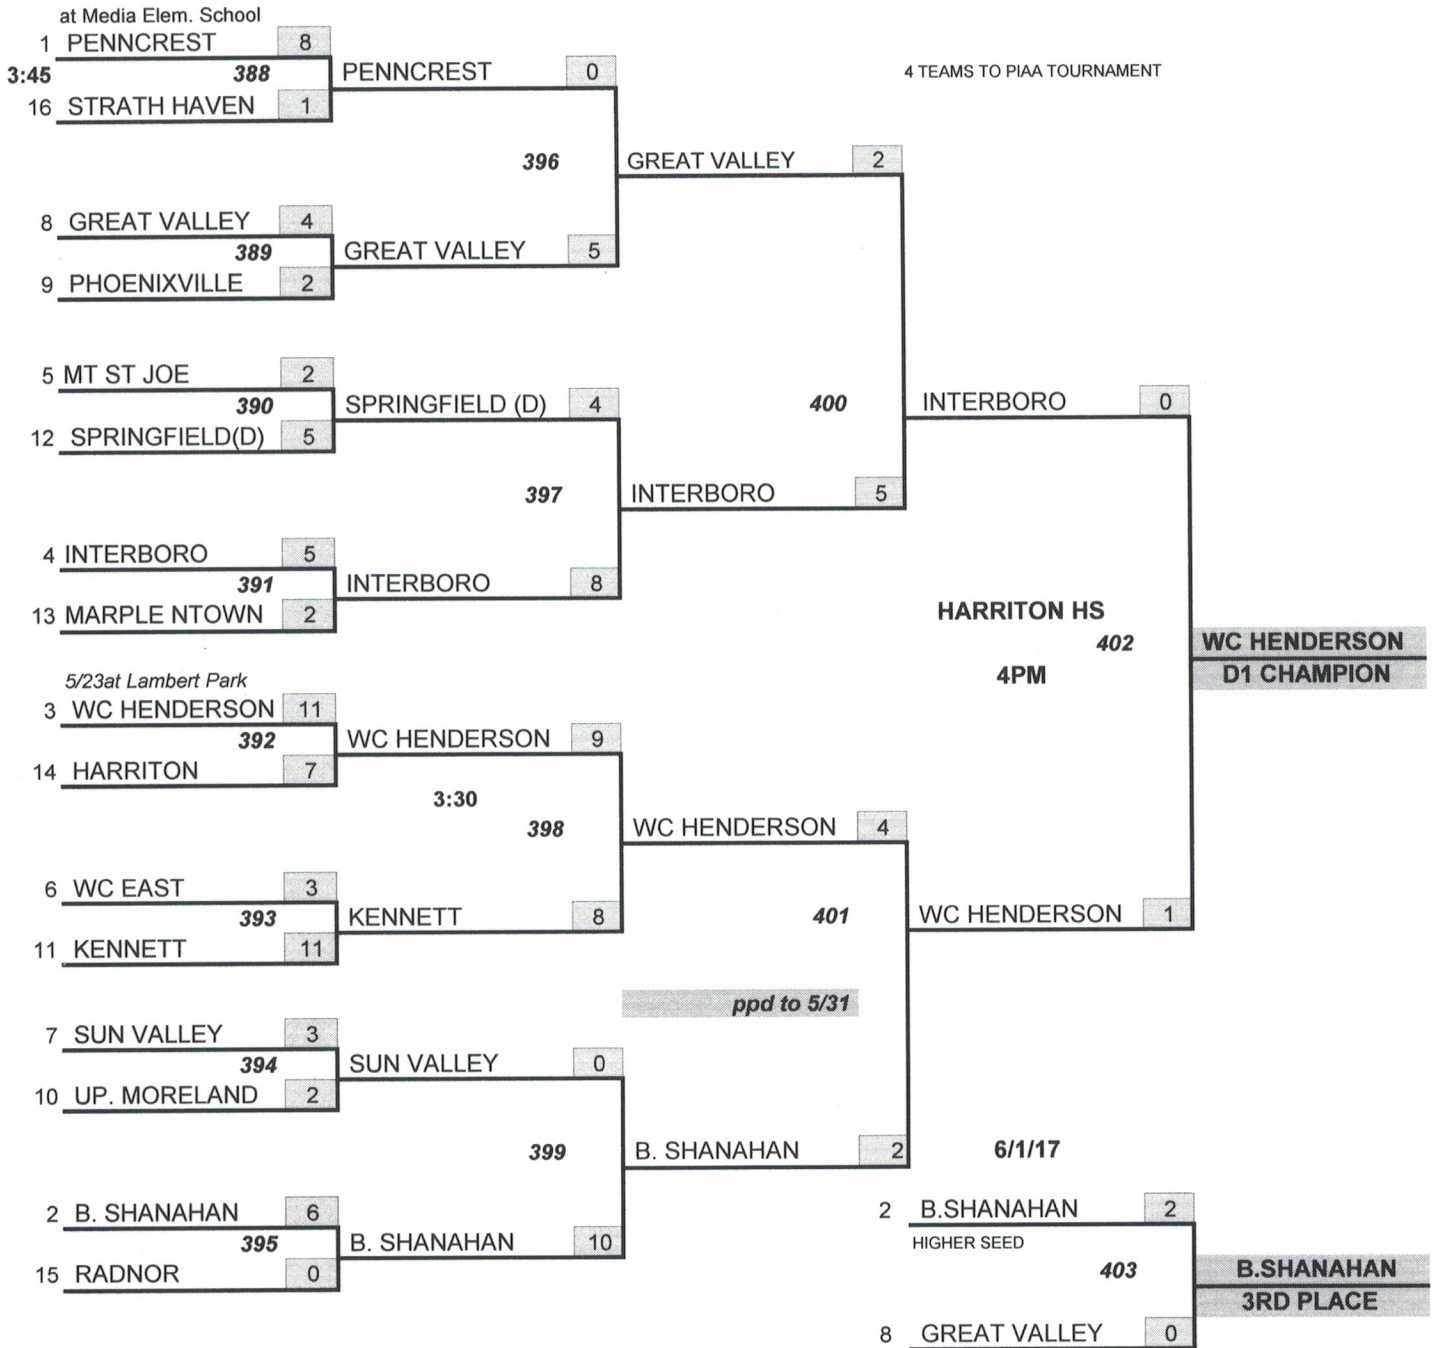 at Media Elem. School
1 PENNCREST 8
3:45 388 PENNCREST 0
4 TEAMS TO PIAA TOURNAMENT
16 STRATH HAVEN 1
396 GREAT VALLEY 2
8 GREAT VALLEY 4
389 GREAT VALLEY 5
9 PHOENIXVILLE 2
5 MT ST JOE 2
390 SPRINGFIELD (D) 4
400 INTERBORO 0
12 SPRINGFIELD(D) 5
397 INTERBORO 5
4 INTERBORO 5
391 INTERBORO 8
13 MARPLE NTOWN 2
HARRITON HS
402 WC HENDERSON
4PM D1 CHAMPION
5/23at Lambert Park
3 WC HENDERSON 11
392 WC HENDERSON 9
14 HARRITON 7
3:30
398 WC HENDERSON 4
6 WC EAST 3
393 KENNETT 8
401 WC HENDERSON 1
11 KENNETT 11
ppd to 5/31
7 SUN VALLEY 3
394 SUN VALLEY 0
10 UP. MORELAND 2
399 B. SHANAHAN 2
6/1/17
2 B. SHANAHAN 6
2 B.SHANAHAN 2
395 B. SHANAHAN 10
HIGHER SEED
15 RADNOR 0
403 B.SHANAHAN
3RD PLACE
8 GREAT VALLEY 0